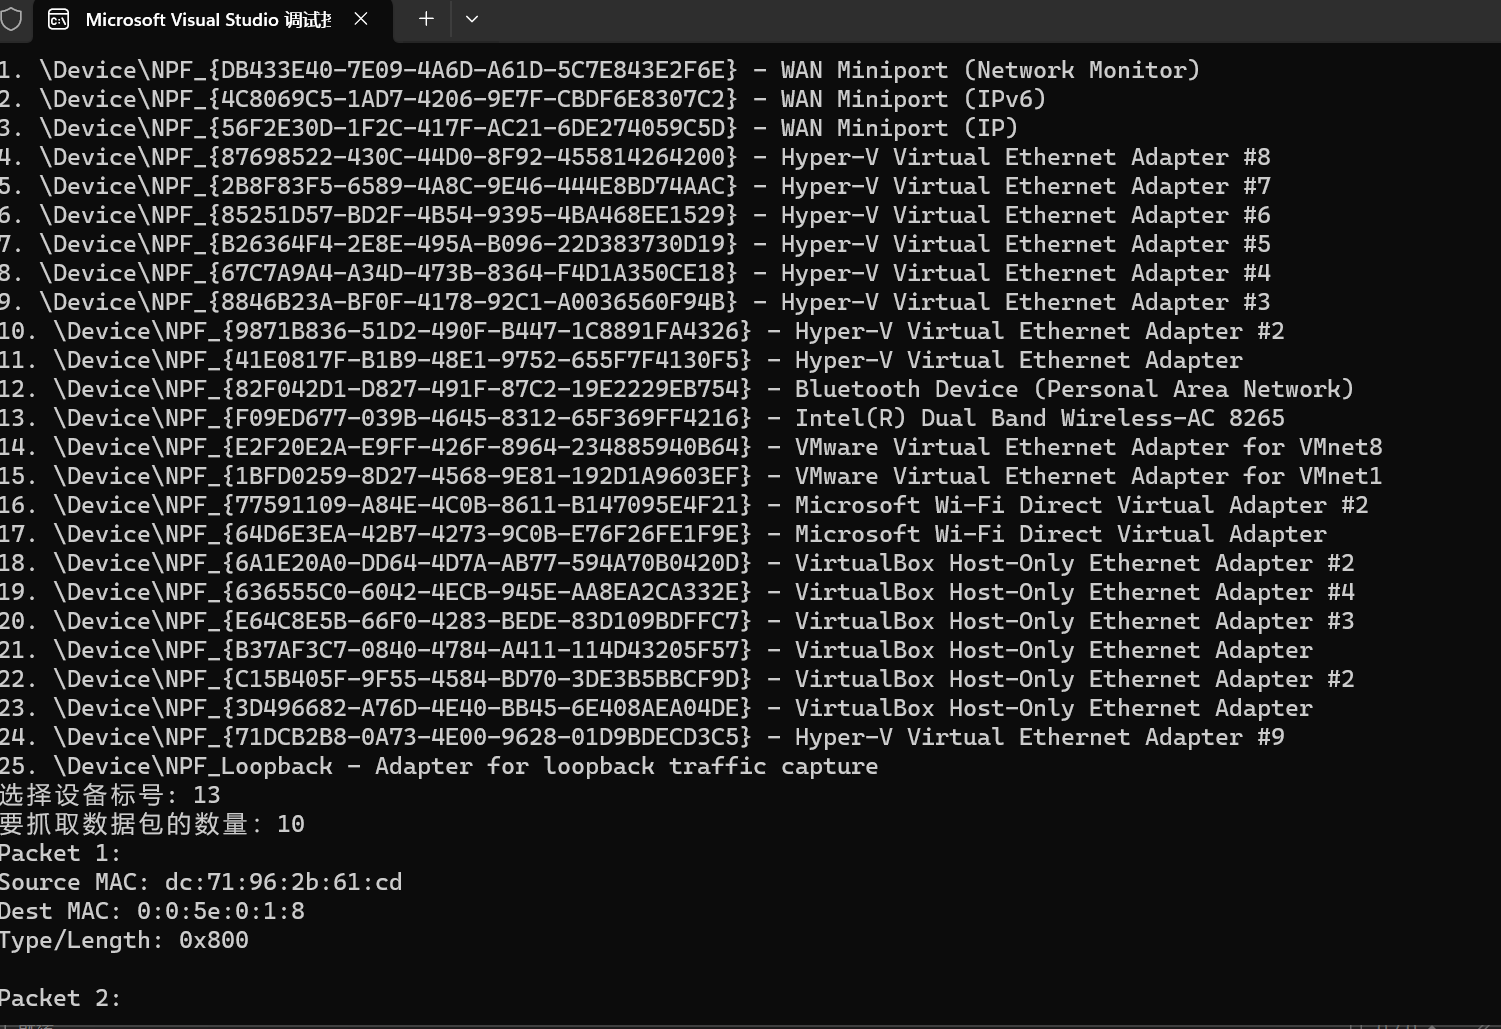 Microsoft Visual Studio 调试
1. \Device\NPF_{DB433E40-7E09-4A6D-A61D-5C7E843E2F6E} - WAN Miniport (Network Monitor)
2. \Device\NPF_{4C8069C5-1AD7-4206-9E7F-CBDF6E8307C2} - WAN Miniport (IPv6)
3. \Device\NPF_{56F2E30D-1F2C-417F-AC21-6DE274059C5D} - WAN Miniport (IP)
4. \Device\NPF_{87698522-430C-44D0-8F92-455814264200} - Hyper-V Virtual Ethernet Adapter #8
5. \Device\NPF_{2B8F83F5-6589-4A8C-9E46-444E8BD74AAC} - Hyper-V Virtual Ethernet Adapter #7
6. \Device\NPF_{85251D57-BD2F-4B54-9395-4BA468EE1529} - Hyper-V Virtual Ethernet Adapter #6
7. \Device\NPF_{B26364F4-2E8E-495A-B096-22D383730D19} - Hyper-V Virtual Ethernet Adapter #5
8. \Device\NPF_{67C7A9A4-A34D-473B-8364-F4D1A350CE18} - Hyper-V Virtual Ethernet Adapter #4
9. \Device\NPF_{8846B23A-BF0F-4178-92C1-A0036560F94B} - Hyper-V Virtual Ethernet Adapter #3
10. \Device\NPF_{9871B836-51D2-490F-B447-1C8891FA4326} - Hyper-V Virtual Ethernet Adapter #2
11. \Device\NPF_{41E0817F-B1B9-48E1-9752-655F7F4130F5} - Hyper-V Virtual Ethernet Adapter
12. \Device\NPF_{82F042D1-D827-491F-87C2-19E2229EB754} - Bluetooth Device (Personal Area Network)
13. \Device\NPF_{F09ED677-039B-4645-8312-65F369FF4216} - Intel(R) Dual Band Wireless-AC 8265
14. \Device\NPF_{E2F20E2A-E9FF-426F-8964-234885940B64} - VMware Virtual Ethernet Adapter for VMnet8
15. \Device\NPF_{1BFD0259-8D27-4568-9E81-192D1A9603EF} - VMware Virtual Ethernet Adapter for VMnet1
16. \Device\NPF_{77591109-A84E-4C0B-8611-B147095E4F21} - Microsoft Wi-Fi Direct Virtual Adapter #2
17. \Device\NPF_{64D6E3EA-42B7-4273-9C0B-E76F26FE1F9E} - Microsoft Wi-Fi Direct Virtual Adapter
18. \Device\NPF_{6A1E20A0-DD64-4D7A-AB77-594A70B0420D} - VirtualBox Host-Only Ethernet Adapter #2
19. \Device\NPF_{636555C0-6042-4ECB-945E-AA8EA2CA332E} - VirtualBox Host-Only Ethernet Adapter #4
20. \Device\NPF_{E64C8E5B-66F0-4283-BEDE-83D109BDFFC7} - VirtualBox Host-Only Ethernet Adapter #3
21. \Device\NPF_{B37AF3C7-0840-4784-A411-114D43205F57} - VirtualBox Host-Only Ethernet Adapter
22. \Device\NPF_{C15B405F-9F55-4584-BD70-3DE3B5BBCF9D} - VirtualBox Host-Only Ethernet Adapter #2
23. \Device\NPF_{3D496682-A76D-4E40-BB45-6E408AEA04DE} - VirtualBox Host-Only Ethernet Adapter
24. \Device\NPF_{71DCB2B8-0A73-4E00-9628-01D9BDECD3C5} - Hyper-V Virtual Ethernet Adapter #9
25. \Device\NPF_Loopback - Adapter for loopback traffic capture
选择设备标号: 13
要抓取数据包的数量: 10
Packet 1:
Source MAC: dc:71:96:2b:61:cd
Dest MAC: 0:0:5e:0:1:8
Type/Length: 0x800
Packet 2: